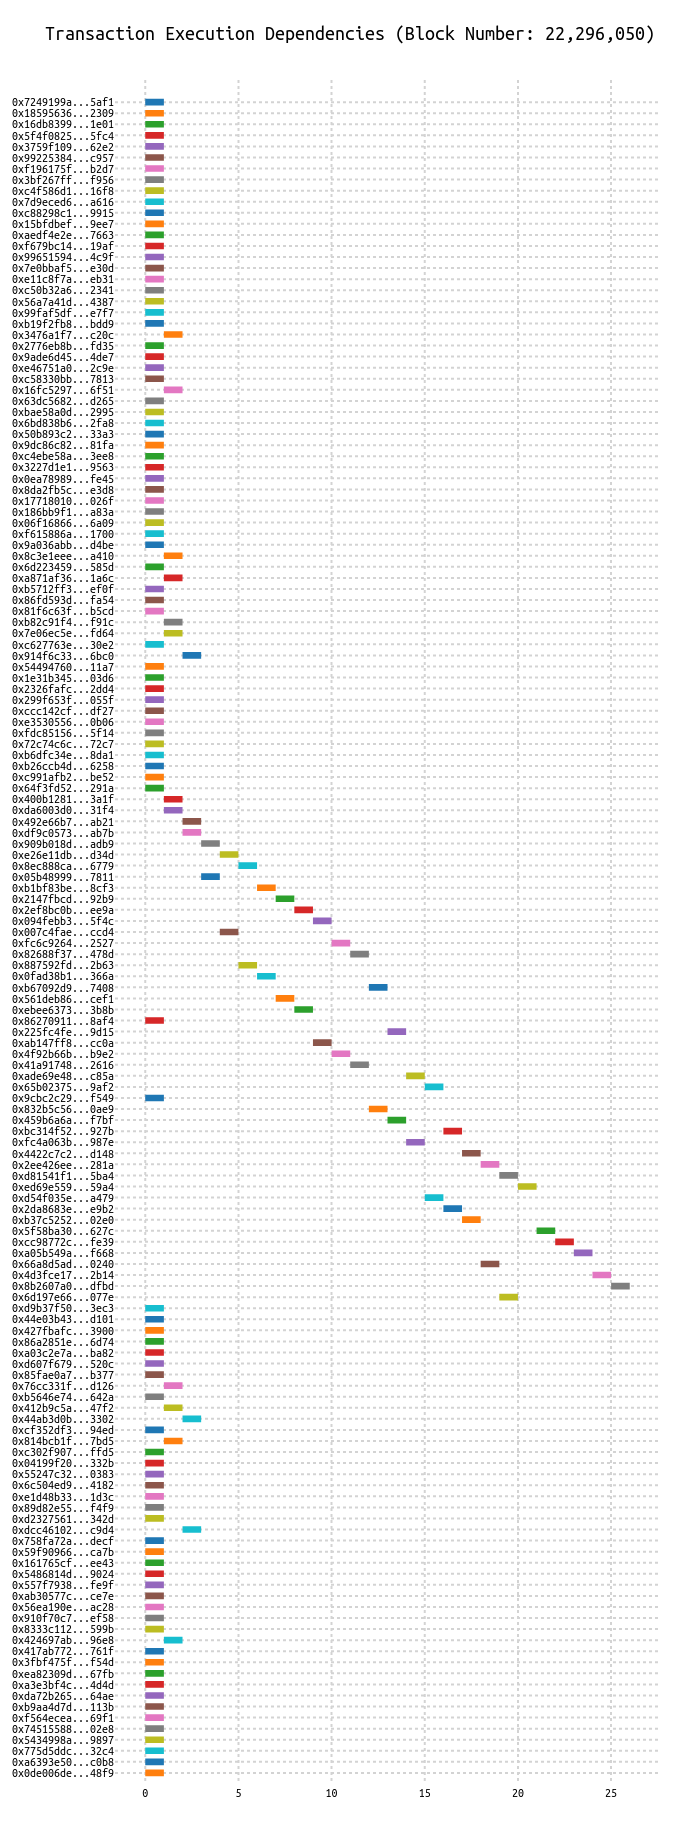 Transaction Execution Dependencies (Block Number: 22,296,050)
0x7249199a...5af1
0x18595636...2309
0x16db8399...1e01
0x5f4f0825...5fc4
0x3759f109...62e2
0x99225384...c957
0xf196175f...b2d7
0x3bf267ff...f956
0xc4f586d1...16f8
0x7d9eced6...a616
0xc88298c1...9915
0x15bfdbef...9ee7
0xaedf4e2e...7663
0xf679bc14...19af
0x99651594...4c9f
0x7e0bbaf5...e30d
0xe11c8f7a...eb31
0xc50b32a6...2341
0x56a7a41d...4387
0x99faf5df...e7f7
0xb19f2fb8...bdd9
0x3476a1f7...c20c
0x2776eb8b...fd35
0x9ade6d45...4de7
0xe46751a0...2c9e
0xc58330bb...7813
0x16fc5297...6f51
0x63dc5682...d265
0xbae58a0d...2995
0x6bd838b6...2fa8
0x50b893c2...33a3
0x9dc86c82...81fa
0xc4ebe58a...3ee8
0x3227d1e1...9563
0x0ea78989...fe45
0x8da2fb5c...e3d8
0x17718010...026f
0x186bb9f1...a83a
0x06f16866...6a09
0xf615886a...1700
0x9a036abb...d4be
0x8c3e1eee...a410
0x6d223459...585d
0xa871af36...1a6c
0xb5712ff3...ef0f
0x86fd593d...fa54
0x81f6c63f...b5cd
0xb82c91f4...f91c
0x7e06ec5e...fd64
0xc627763e...30e2
0x914f6c33...6bc0
0x54494760...11a7
0x1e31b345...03d6
0x2326fafc...2dd4
0x299f653f...055f
0xccc142cf...df27
0xe3530556...0b06
0xfdc85156...5f14
0x72c74c6c...72c7
0xb6dfc34e...8da1
0xb26ccb4d...6258
0xc991afb2...be52
0x64f3fd52...291a
0x400b1281...3a1f
0xda6003d0...31f4
0x492e66b7...ab21
0xdf9c0573...ab7b
0x909b018d...adb9
0xe26e11db...d34d
0x8ec888ca...6779
0x05b48999...7811
0xb1bf83be...8cf3
0x2147fbcd...92b9
0x2ef8bc0b...ee9a
0x094febb3...5f4c
0x007c4fae...ccd4
0xfc6c9264...2527
0x82688f37...478d
0x887592fd...2b63
0x0fad38b1...366a
0xb67092d9...7408
0x561deb86...cef1
0xebee6373...3b8b
0x86270911...8af4
0x225fc4fe...9d15
0xab147ff8...cc0a
0x4f92b66b...b9e2
0x41a91748...2616
0xade69e48...c85a
0x65b02375...9af2
0x9cbc2c29...f549
0x832b5c56...0ae9
0x459b6a6a...f7bf
0xbc314f52...927b
0xfc4a063b...987e
0x4422c7c2...d148
0x2ee426ee...281a
0xd81541f1...5ba4
0xed69e559...59a4
0xd54f035e...a479
0x2da8683e...e9b2
0xb37c5252...02e0
0x5f58ba30...627c
0xcc98772c...fe39
0xa05b549a...f668
0x66a8d5ad...0240
0x4d3fce17...2b14
0x8b2607a0...dfbd
0x6d197e66...077e
0xd9b37f50...3ec3
0x44e03b43...d101
0x427fbafc...3900
0x86a2851e...6d74
0xa03c2e7a...ba82
0xd607f679...520c
0x85fae0a7...b377
0x76cc331f...d126
0xb5646e74...642a
0x412b9c5a...47f2
0x44ab3d0b...3302
0xcf352df3...94ed
0x814bcb1f...7bd5
0xc302f907...ffd5
0x04199f20...332b
0x55247c32...0383
0x6c504ed9...4182
0xe1d48b33...1d3c
0x89d82e55...f4f9
0xd2327561...342d
0xdcc46102...c9d4
0x758fa72a...decf
0x59f90966...ca7b
0x161765cf...ee43
0x5486814d...9024
0x557f7938...fe9f
0xab30577c...ce7e
0x56ea190e...ac28
0x910f70c7...ef58
0x8333c112...599b
0x424697ab...96e8
0x417ab772...761f
0x3fbf475f...f54d
0xea82309d...67fb
0xa3e3bf4c...4d4d
0xda72b265...64ae
0xb9aa4d7d...113b
0xf564ecea...69f1
0x74515588...02e8
0x5434998a...9897
0x775d5ddc...32c4
0xa6393e50...c0b8
0x0de006de...48f9
0 5 10 15 20 25